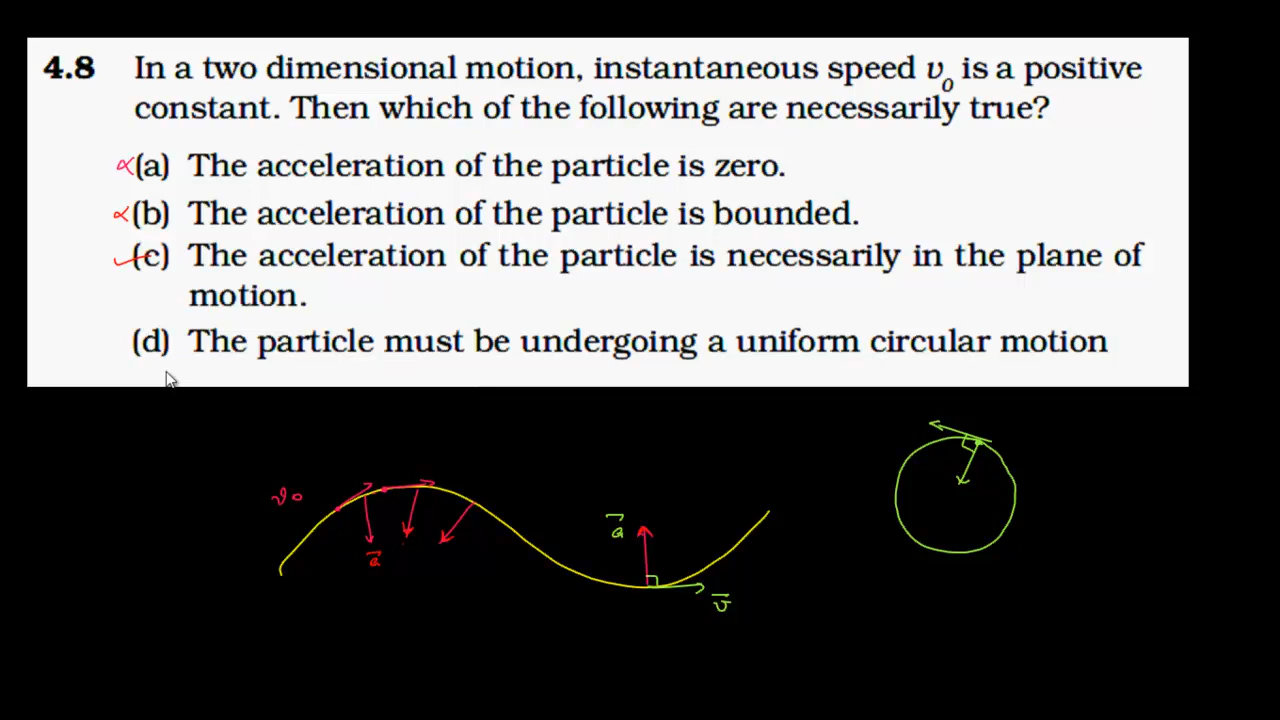 4.8 In a two dimensional motion, instantaneous speed v₀ is a positive
constant. Then which of the following are necessarily true?
(a) The acceleration of the particle is zero.
(b) The acceleration of the particle is bounded.
(c) The acceleration of the particle is necessarily in the plane of
motion.
(d) The particle must be undergoing a uniform circular motion
v₀
a⃗
a⃗
v⃗